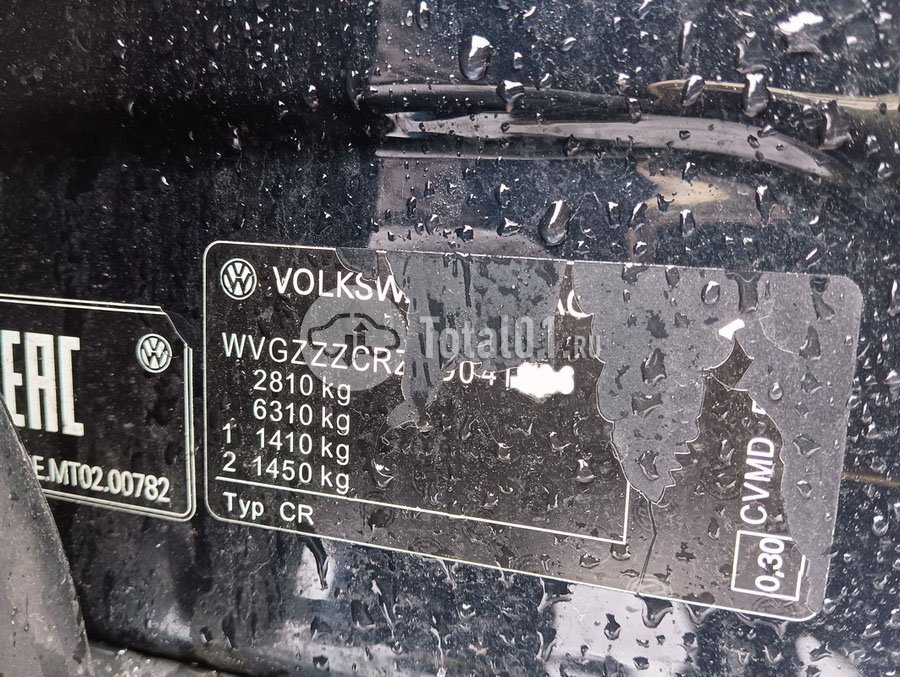 VOLKSW
WVGZZZCRZ
2810 kg
6310 kg
1 1410 kg
2 1450 kg
Typ CR
0,30
CVMD
EAC
E.MT02.00782
Total01.ru